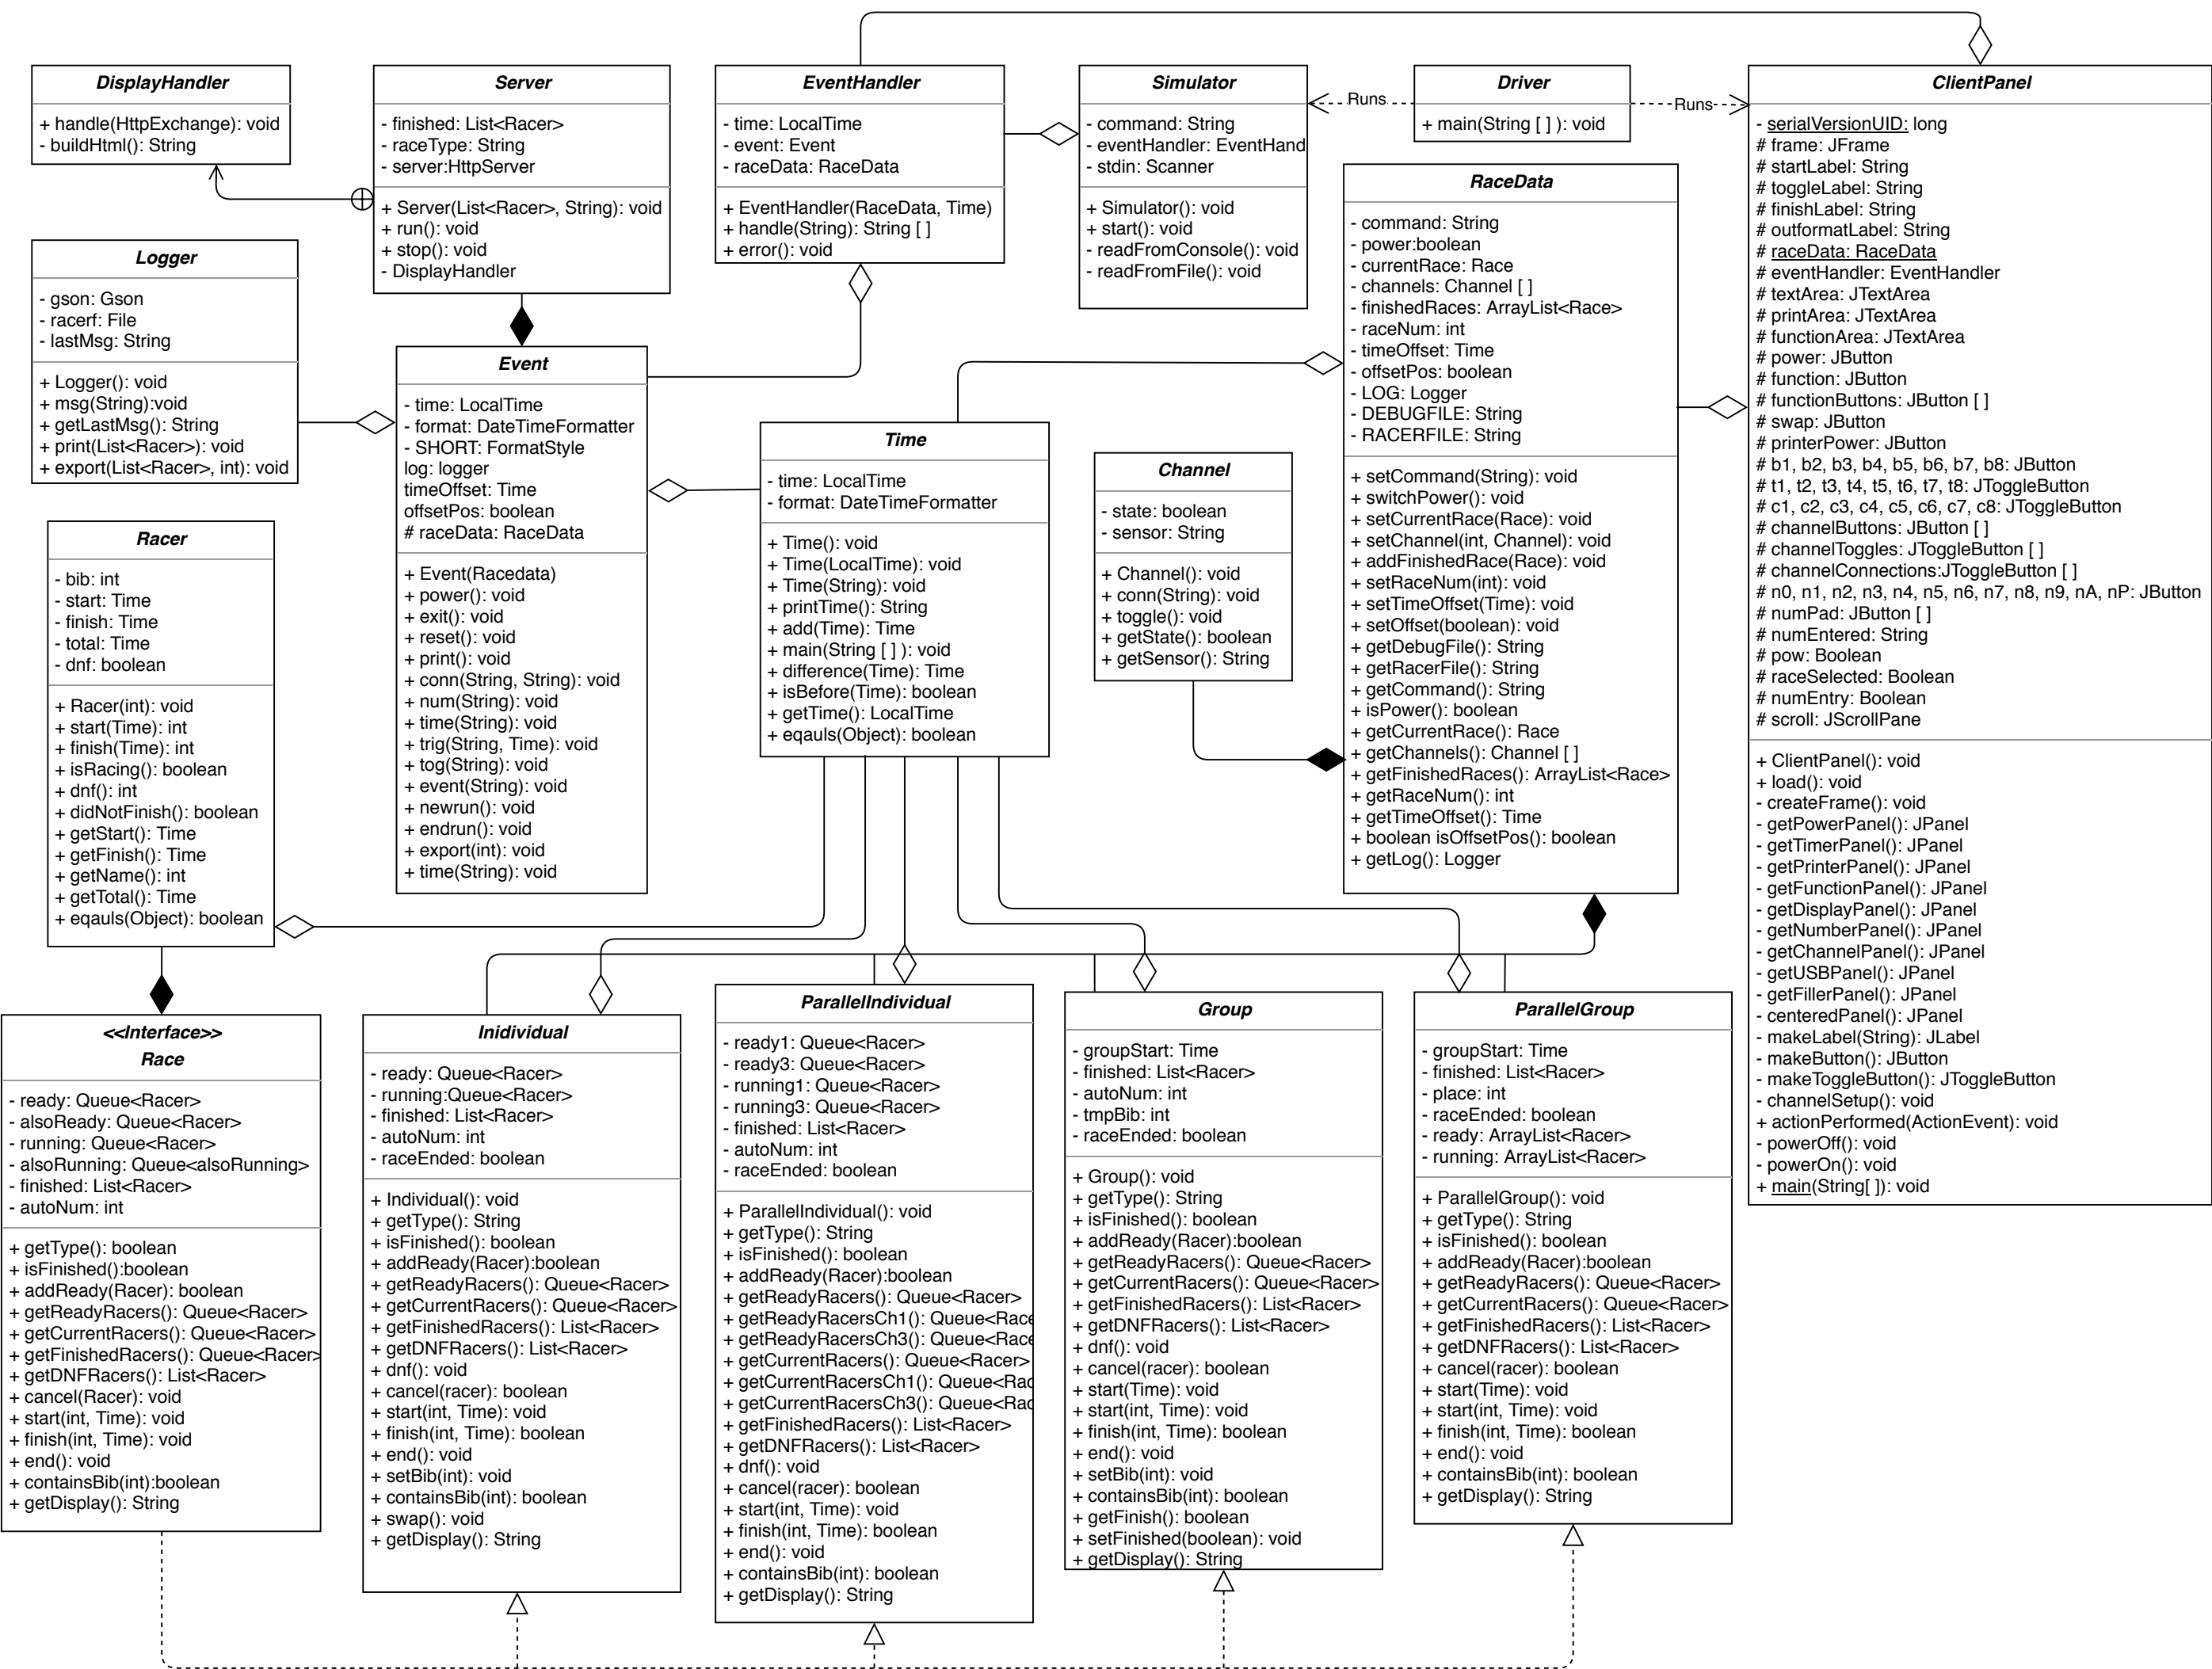 DisplayHandler
+ handle(HttpExchange): void
- buildHtml(): String
Server
- finished: List<Racer>
- raceType: String
- server:HttpServer
+ Server(List<Racer>, String): void
+ run(): void
+ stop(): void
- DisplayHandler
EventHandler
- time: LocalTime
- event: Event
- raceData: RaceData
+ EventHandler(RaceData, Time)
+ handle(String): String [ ]
+ error(): void
Simulator
- command: String
- eventHandler: EventHand
- stdin: Scanner
+ Simulator(): void
+ start(): void
- readFromConsole(): void
- readFromFile(): void
Runs
Driver
+ main(String [ ] ): void
Runs
ClientPanel
- serialVersionUID: long
# frame: JFrame
# startLabel: String
# toggleLabel: String
# finishLabel: String
# outformatLabel: String
# raceData: RaceData
# eventHandler: EventHandler
# textArea: JTextArea
# printArea: JTextArea
# functionArea: JTextArea
# power: JButton
# function: JButton
# functionButtons: JButton [ ]
# swap: JButton
# printerPower: JButton
# b1, b2, b3, b4, b5, b6, b7, b8: JButton
# t1, t2, t3, t4, t5, t6, t7, t8: JToggleButton
# c1, c2, c3, c4, c5, c6, c7, c8: JToggleButton
# channelButtons: JButton [ ]
# channelToggles: JToggleButton [ ]
# channelConnections:JToggleButton [ ]
# n0, n1, n2, n3, n4, n5, n6, n7, n8, n9, nA, nP: JButton
# numPad: JButton [ ]
# numEntered: String
# pow: Boolean
# raceSelected: Boolean
# numEntry: Boolean
# scroll: JScrollPane
+ ClientPanel(): void
+ load(): void
- createFrame(): void
- getPowerPanel(): JPanel
- getTimerPanel(): JPanel
- getPrinterPanel(): JPanel
- getFunctionPanel(): JPanel
- getDisplayPanel(): JPanel
- getNumberPanel(): JPanel
- getChannelPanel(): JPanel
- getUSBPanel(): JPanel
- getFillerPanel(): JPanel
- centeredPanel(): JPanel
- makeLabel(String): JLabel
- makeButton(): JButton
- makeToggleButton(): JToggleButton
- channelSetup(): void
+ actionPerformed(ActionEvent): void
- powerOff(): void
- powerOn(): void
+ main(String[ ]): void
RaceData
- command: String
- power:boolean
- currentRace: Race
- channels: Channel [ ]
- finishedRaces: ArrayList<Race>
- raceNum: int
- timeOffset: Time
- offsetPos: boolean
- LOG: Logger
- DEBUGFILE: String
- RACERFILE: String
+ setCommand(String): void
+ switchPower(): void
+ setCurrentRace(Race): void
+ setChannel(int, Channel): void
+ addFinishedRace(Race): void
+ setRaceNum(int): void
+ setTimeOffset(Time): void
+ setOffset(boolean): void
+ getDebugFile(): String
+ getRacerFile(): String
+ getCommand(): String
+ isPower(): boolean
+ getCurrentRace(): Race
+ getChannels(): Channel [ ]
+ getFinishedRaces(): ArrayList<Race>
+ getRaceNum(): int
+ getTimeOffset(): Time
+ boolean isOffsetPos(): boolean
+ getLog(): Logger
Logger
- gson: Gson
- racerf: File
- lastMsg: String
+ Logger(): void
+ msg(String):void
+ getLastMsg(): String
+ print(List<Racer>): void
+ export(List<Racer>, int): void
Event
- time: LocalTime
- format: DateTimeFormatter
- SHORT: FormatStyle
log: logger
timeOffset: Time
offsetPos: boolean
# raceData: RaceData
+ Event(Racedata)
+ power(): void
+ exit(): void
+ reset(): void
+ print(): void
+ conn(String, String): void
+ num(String): void
+ time(String): void
+ trig(String, Time): void
+ tog(String): void
+ event(String): void
+ newrun(): void
+ endrun(): void
+ export(int): void
+ time(String): void
Time
- time: LocalTime
- format: DateTimeFormatter
+ Time(): void
+ Time(LocalTime): void
+ Time(String): void
+ printTime(): String
+ add(Time): Time
+ main(String [ ] ): void
+ difference(Time): Time
+ isBefore(Time): boolean
+ getTime(): LocalTime
+ eqauls(Object): boolean
Channel
- state: boolean
- sensor: String
+ Channel(): void
+ conn(String): void
+ toggle(): void
+ getState(): boolean
+ getSensor(): String
Racer
- bib: int
- start: Time
- finish: Time
- total: Time
- dnf: boolean
+ Racer(int): void
+ start(Time): int
+ finish(Time): int
+ isRacing(): boolean
+ dnf(): int
+ didNotFinish(): boolean
+ getStart(): Time
+ getFinish(): Time
+ getName(): int
+ getTotal(): Time
+ eqauls(Object): boolean
<<Interface>>
Race
- ready: Queue<Racer>
- alsoReady: Queue<Racer>
- running: Queue<Racer>
- alsoRunning: Queue<alsoRunning>
- finished: List<Racer>
- autoNum: int
+ getType(): boolean
+ isFinished():boolean
+ addReady(Racer): boolean
+ getReadyRacers(): Queue<Racer>
+ getCurrentRacers(): Queue<Racer>
+ getFinishedRacers(): Queue<Racer>
+ getDNFRacers(): List<Racer>
+ cancel(Racer): void
+ start(int, Time): void
+ finish(int, Time): void
+ end(): void
+ containsBib(int):boolean
+ getDisplay(): String
Inidividual
- ready: Queue<Racer>
- running:Queue<Racer>
- finished: List<Racer>
- autoNum: int
- raceEnded: boolean
+ Individual(): void
+ getType(): String
+ isFinished(): boolean
+ addReady(Racer):boolean
+ getReadyRacers(): Queue<Racer>
+ getCurrentRacers(): Queue<Racer>
+ getFinishedRacers(): List<Racer>
+ getDNFRacers(): List<Racer>
+ dnf(): void
+ cancel(racer): boolean
+ start(int, Time): void
+ finish(int, Time): boolean
+ end(): void
+ setBib(int): void
+ containsBib(int): boolean
+ swap(): void
+ getDisplay(): String
ParallelIndividual
- ready1: Queue<Racer>
- ready3: Queue<Racer>
- running1: Queue<Racer>
- running3: Queue<Racer>
- finished: List<Racer>
- autoNum: int
- raceEnded: boolean
+ ParallelIndividual(): void
+ getType(): String
+ isFinished(): boolean
+ addReady(Racer):boolean
+ getReadyRacers(): Queue<Racer>
+ getReadyRacersCh1(): Queue<Race
+ getReadyRacersCh3(): Queue<Race
+ getCurrentRacers(): Queue<Racer>
+ getCurrentRacersCh1(): Queue<Rac
+ getCurrentRacersCh3(): Queue<Rac
+ getFinishedRacers(): List<Racer>
+ getDNFRacers(): List<Racer>
+ dnf(): void
+ cancel(racer): boolean
+ start(int, Time): void
+ finish(int, Time): boolean
+ end(): void
+ containsBib(int): boolean
+ getDisplay(): String
Group
- groupStart: Time
- finished: List<Racer>
- autoNum: int
- tmpBib: int
- raceEnded: boolean
+ Group(): void
+ getType(): String
+ isFinished(): boolean
+ addReady(Racer):boolean
+ getReadyRacers(): Queue<Racer>
+ getCurrentRacers(): Queue<Racer>
+ getFinishedRacers(): List<Racer>
+ getDNFRacers(): List<Racer>
+ dnf(): void
+ cancel(racer): boolean
+ start(Time): void
+ start(int, Time): void
+ finish(int, Time): boolean
+ end(): void
+ setBib(int): void
+ containsBib(int): boolean
+ getFinish(): boolean
+ setFinished(boolean): void
+ getDisplay(): String
ParallelGroup
- groupStart: Time
- finished: List<Racer>
- place: int
- raceEnded: boolean
- ready: ArrayList<Racer>
- running: ArrayList<Racer>
+ ParallelGroup(): void
+ getType(): String
+ isFinished(): boolean
+ addReady(Racer):boolean
+ getReadyRacers(): Queue<Racer>
+ getCurrentRacers(): Queue<Racer>
+ getFinishedRacers(): List<Racer>
+ getDNFRacers(): List<Racer>
+ cancel(racer): boolean
+ start(Time): void
+ start(int, Time): void
+ finish(int, Time): boolean
+ end(): void
+ containsBib(int): boolean
+ getDisplay(): String